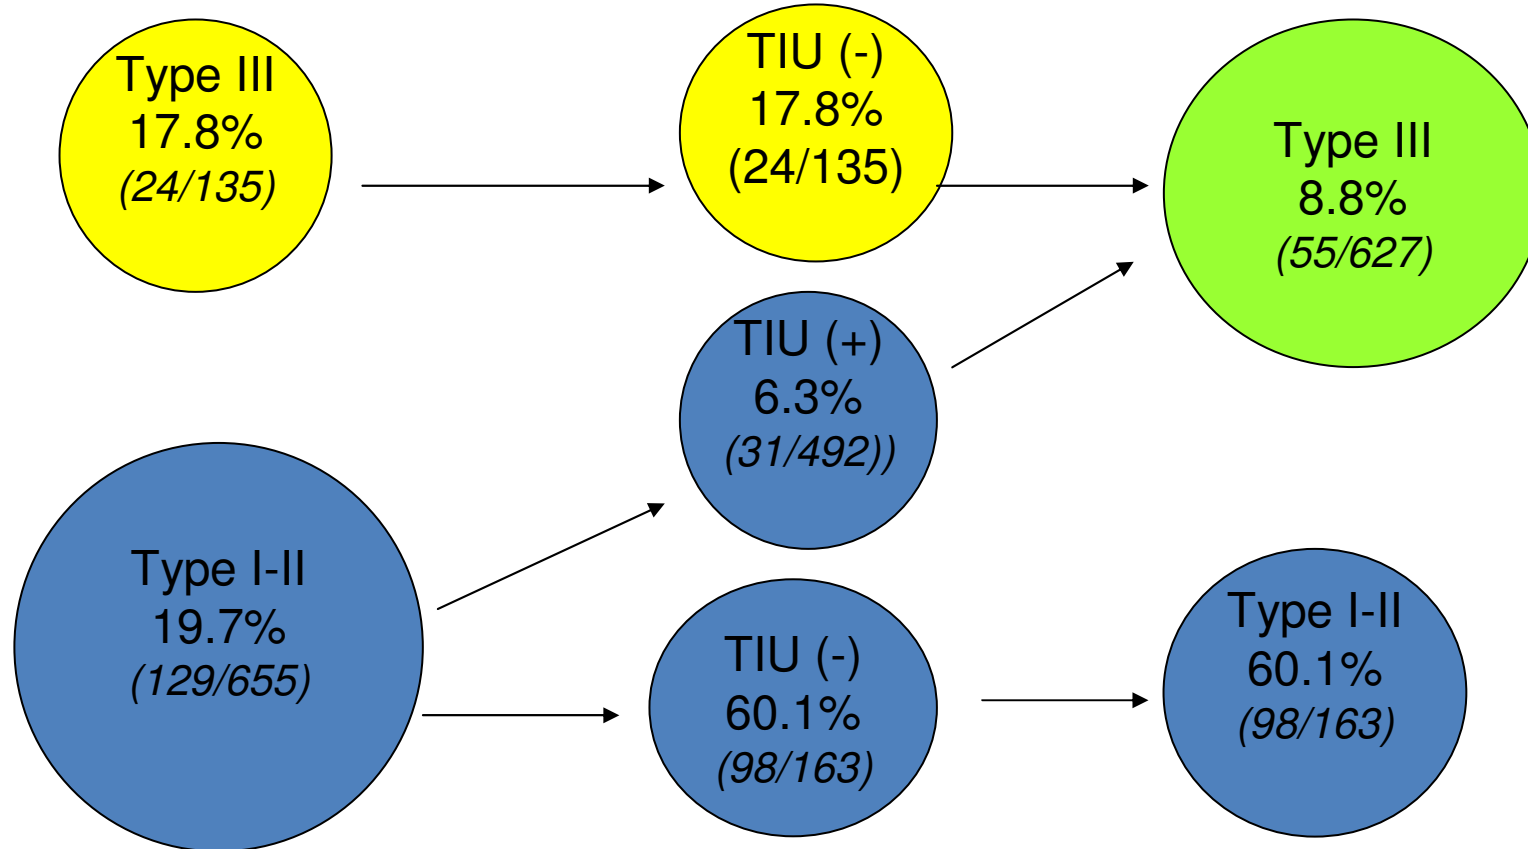 Type III
17.8%
(24/135)
TIU (-)
17.8%
(24/135)
Type III
8.8%
(55/627)
TIU (+)
6.3%
(31/492))
Type I-II
19.7%
(129/655)
TIU (-)
60.1%
(98/163)
Type I-II
60.1%
(98/163)